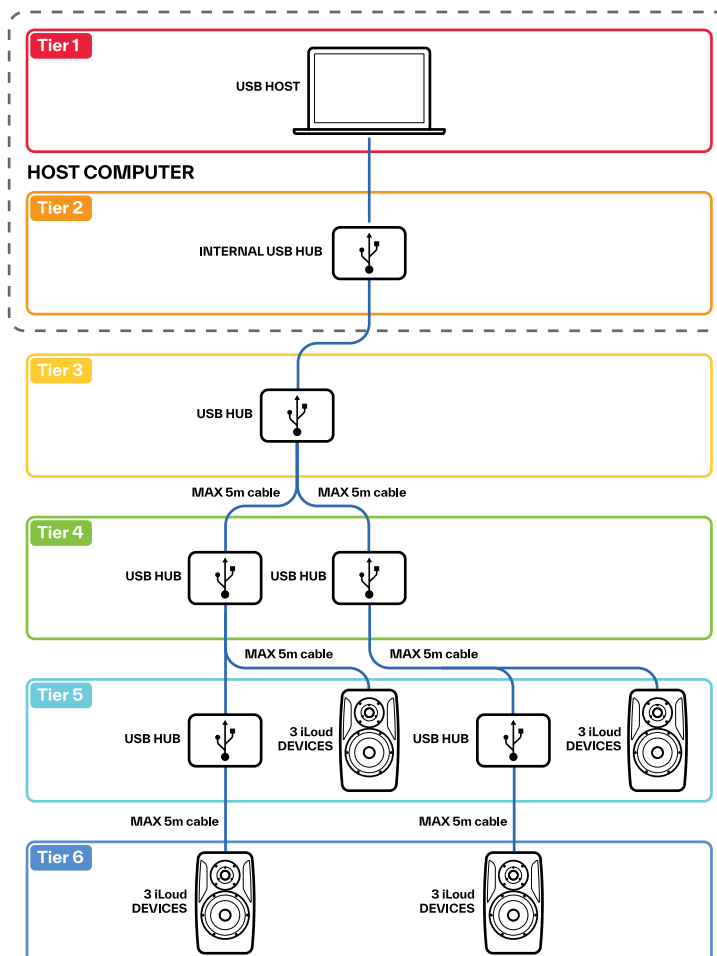 Tier 1
USB HOST
HOST COMPUTER
Tier 2
INTERNAL USB HUB
Tier 3
USB HUB
MAX 5m cable
MAX 5m cable
Tier 4
USB HUB
USB HUB
MAX 5m cable
MAX 5m cable
Tier 5
USB HUB
3 iLoud
DEVICES
USB HUB
3 iLoud
DEVICES
MAX 5m cable
MAX 5m cable
Tier 6
3 iLoud
DEVICES
3 iLoud
DEVICES